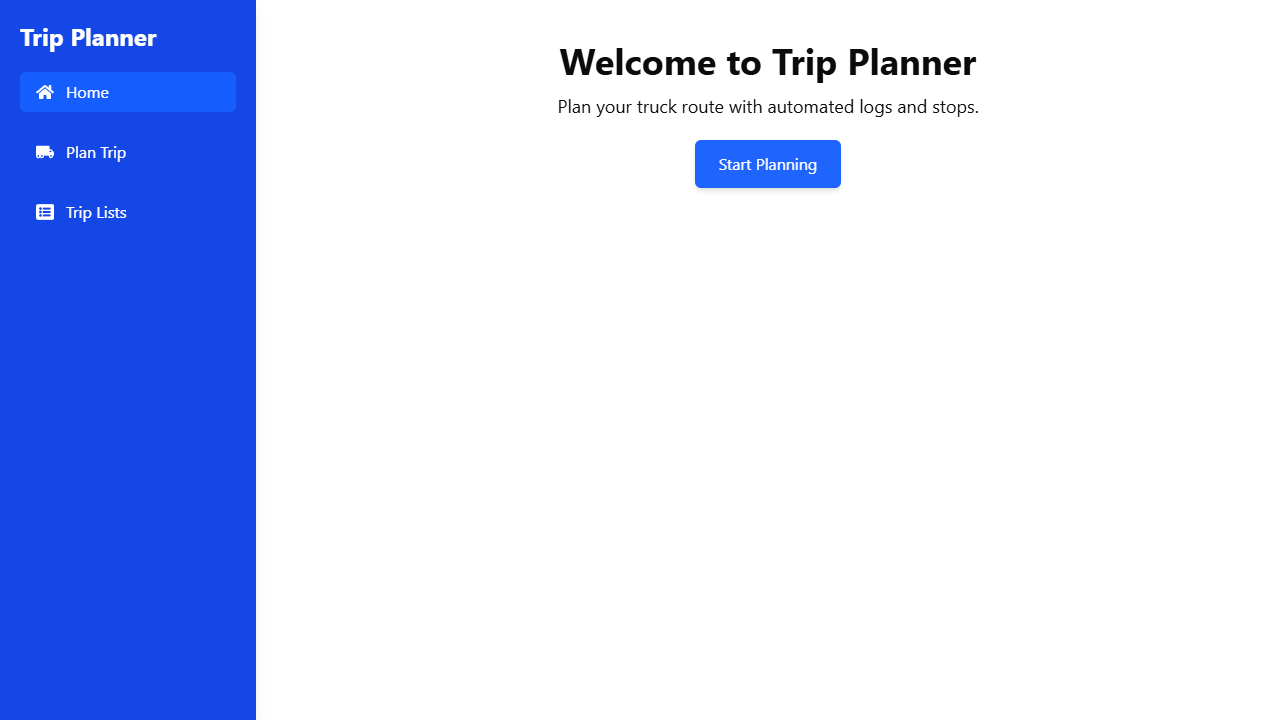 Trip Planner
Home
Plan Trip
Trip Lists
Welcome to Trip Planner
Plan your truck route with automated logs and stops.
Start Planning